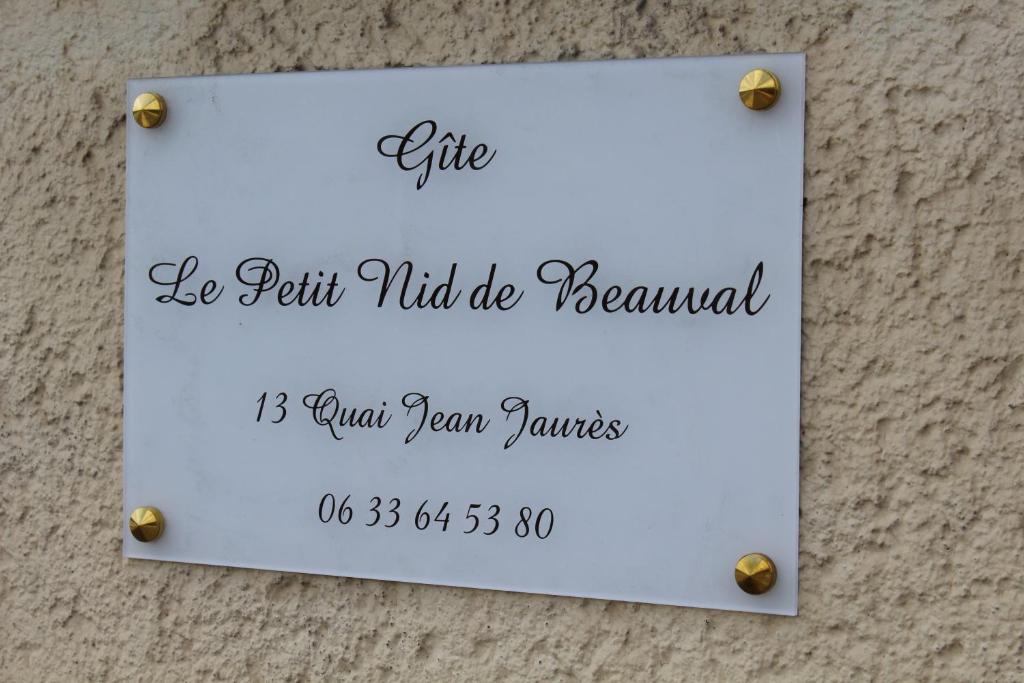 Gîte
Le Petit Nid de Beauval
13 Quai Jean Jaurès
06 33 64 53 80